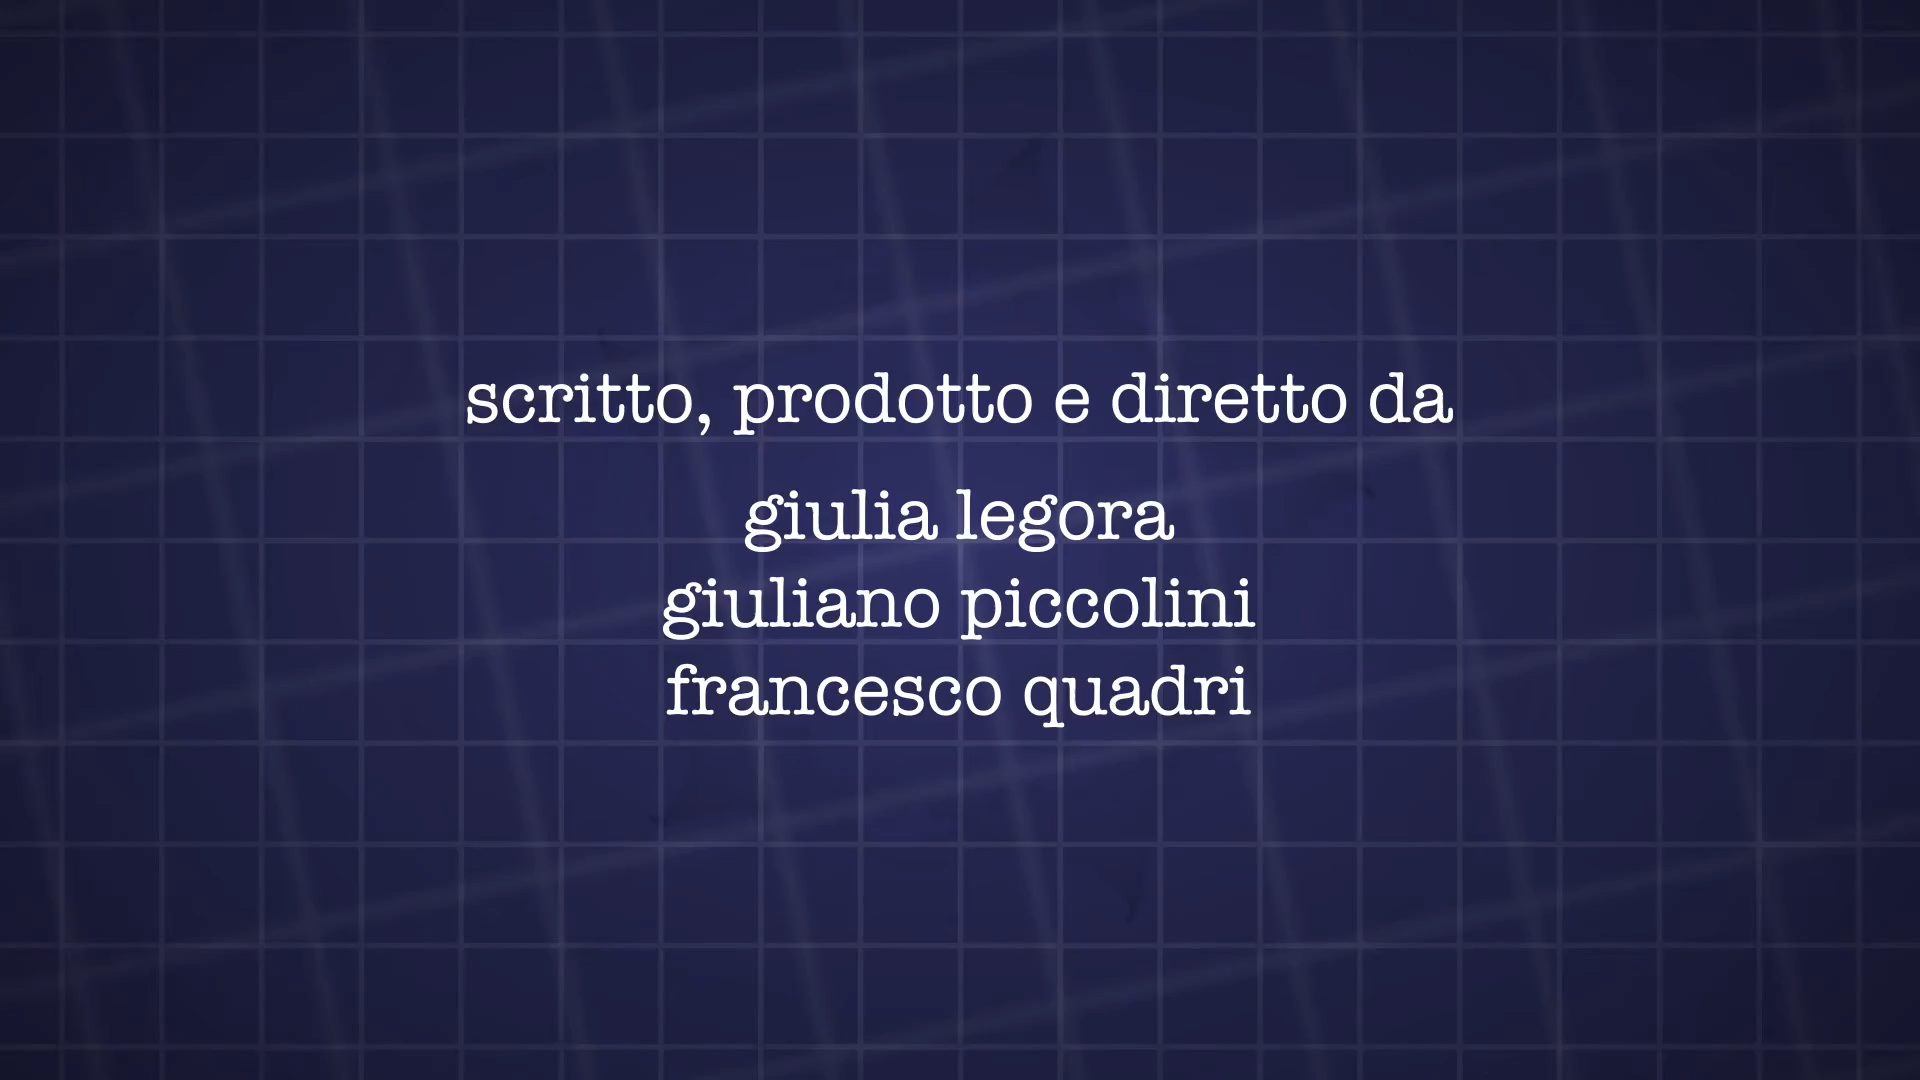 scritto, prodotto e diretto da
giulia legora
giuliano piccolini
francesco quadri